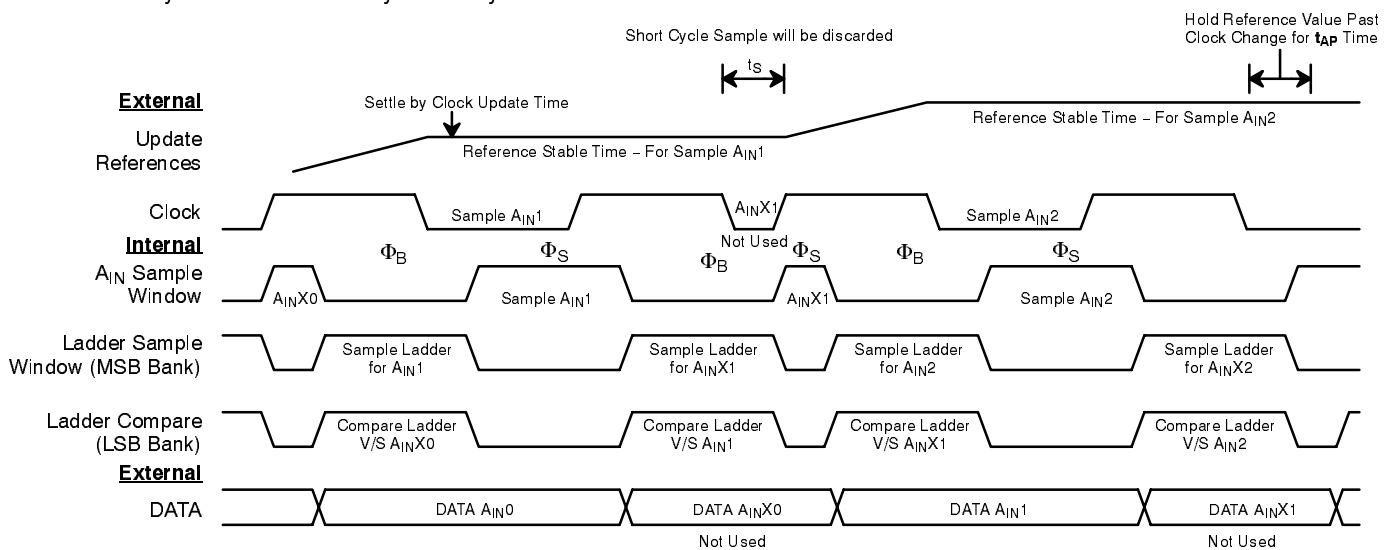 Hold Reference Value Past
Clock Change for tAP Time
Short Cycle Sample will be discarded
tS
External
Settle by Clock Update Time
Update
References
Reference Stable Time – For Sample AIN1
Reference Stable Time – For Sample AIN2
Clock
Sample AIN1
AINX1
Sample AIN2
Not Used
Internal
ΦB
ΦS
ΦB
ΦS
ΦB
ΦS
AIN Sample
Window
AINX0
Sample AIN1
AINX1
Sample AIN2
Ladder Sample
Window (MSB Bank)
Sample Ladder
for AIN1
Sample Ladder
for AINX1
Sample Ladder
for AIN2
Sample Ladder
for AINX2
Ladder Compare
(LSB Bank)
Compare Ladder
V/S AINX0
Compare Ladder
V/S AIN1
Compare Ladder
V/S AINX1
Compare Ladder
V/S AIN2
External
DATA
DATA AIN0
DATA AINX0
DATA AIN1
DATA AINX1
Not Used
Not Used